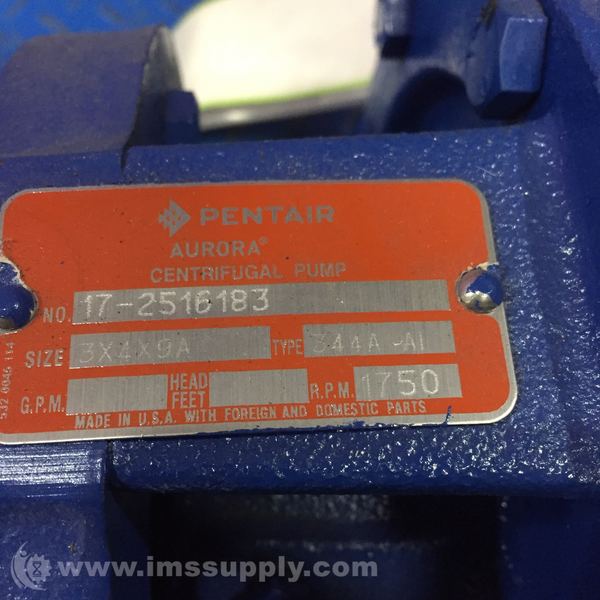 PENTAIR
AURORA®
CENTRIFUGAL PUMP
NO. 17-2516183
SIZE 3X4X9A TYPE 344A-AI
G.P.M. HEAD FEET R.P.M. 1750
MADE IN U.S.A. WITH FOREIGN AND DOMESTIC PARTS
www.imssupply.com